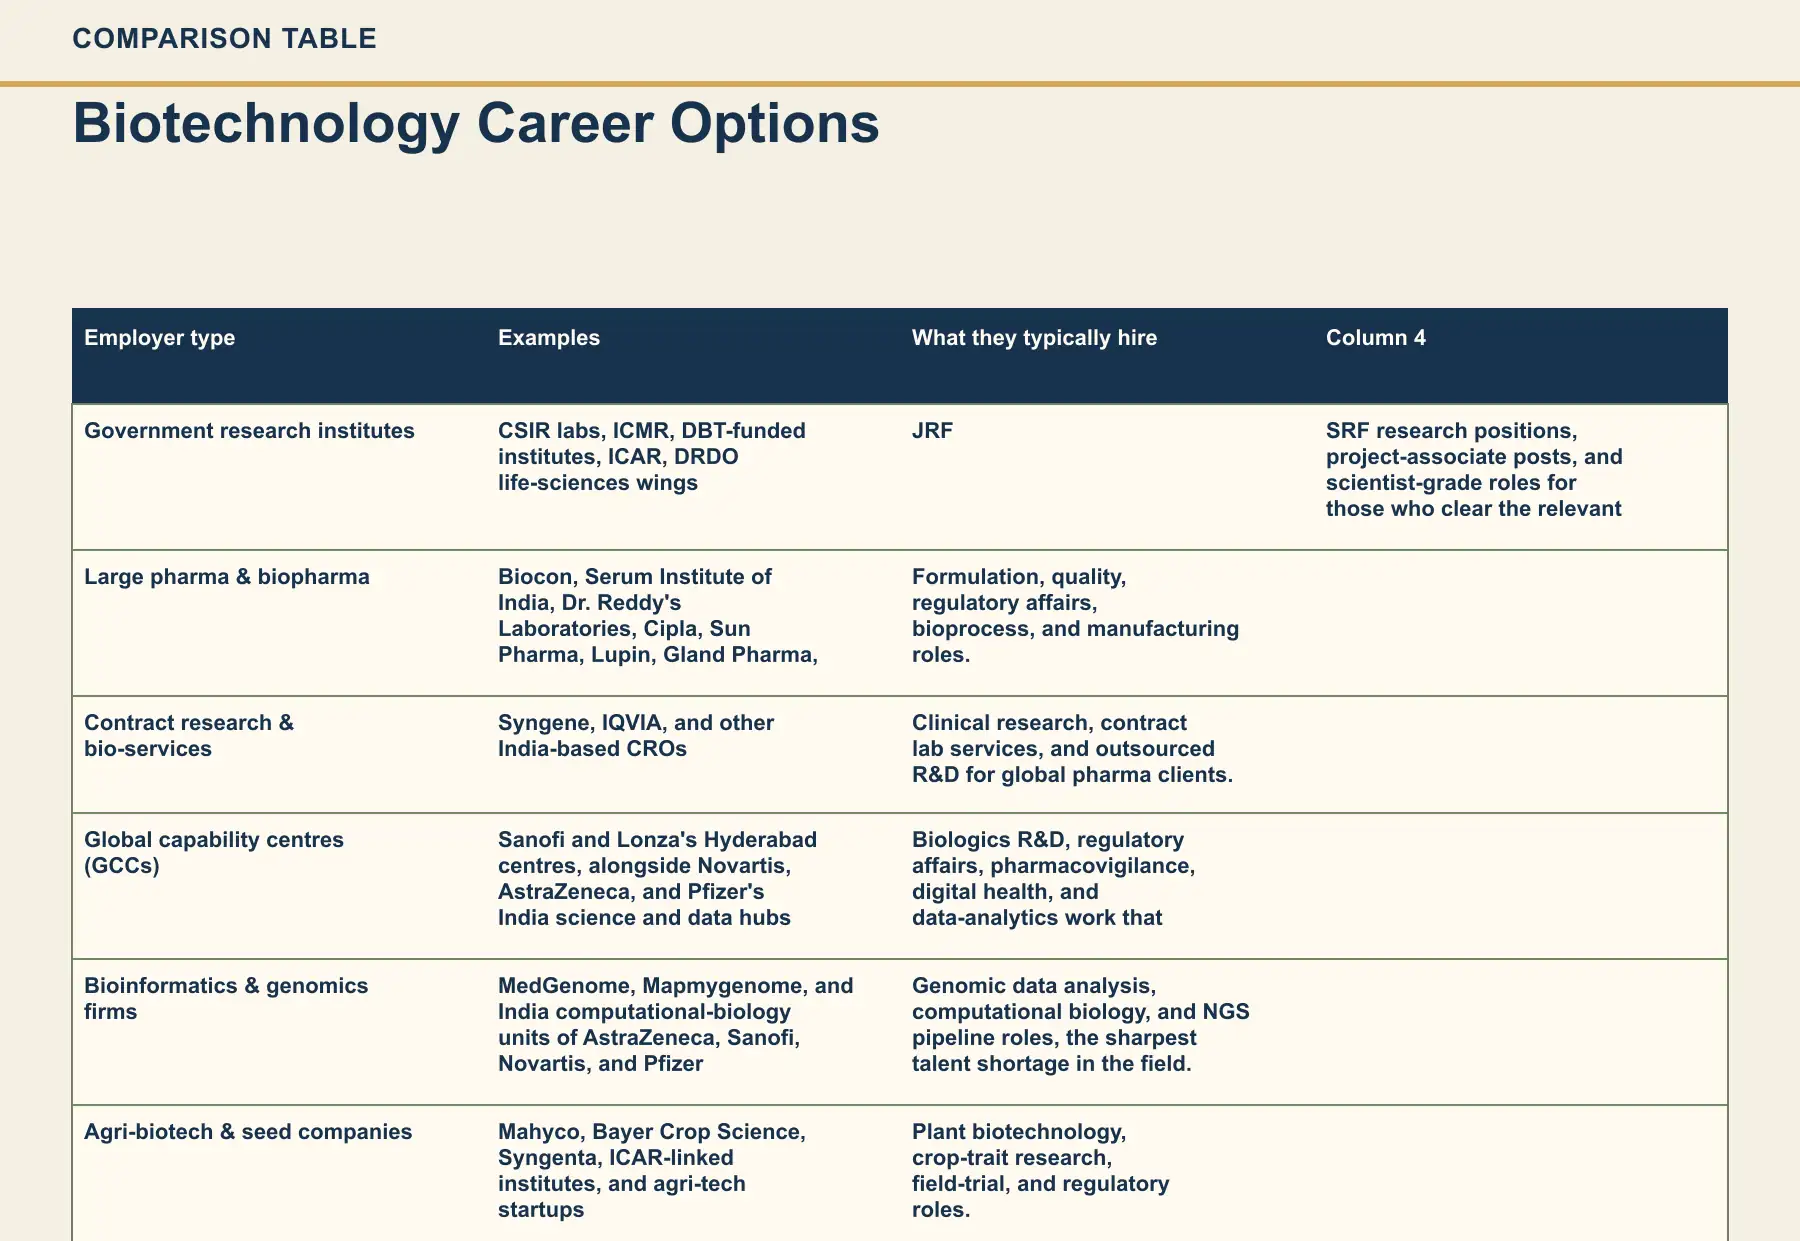 COMPARISON TABLE
Biotechnology Career Options
Employer type
Examples
What they typically hire
Column 4
Government research institutes
CSIR labs, ICMR, DBT-funded
institutes, ICAR, DRDO
life-sciences wings
JRF
SRF research positions,
project-associate posts, and
scientist-grade roles for
those who clear the relevant
Large pharma & biopharma
Biocon, Serum Institute of
India, Dr. Reddy's
Laboratories, Cipla, Sun
Pharma, Lupin, Gland Pharma,
Formulation, quality,
regulatory affairs,
bioprocess, and manufacturing
roles.
Contract research &
bio-services
Syngene, IQVIA, and other
India-based CROs
Clinical research, contract
lab services, and outsourced
R&D for global pharma clients.
Global capability centres
(GCCs)
Sanofi and Lonza's Hyderabad
centres, alongside Novartis,
AstraZeneca, and Pfizer's
India science and data hubs
Biologics R&D, regulatory
affairs, pharmacovigilance,
digital health, and
data-analytics work that
Bioinformatics & genomics
firms
MedGenome, Mapmygenome, and
India computational-biology
units of AstraZeneca, Sanofi,
Novartis, and Pfizer
Genomic data analysis,
computational biology, and NGS
pipeline roles, the sharpest
talent shortage in the field.
Agri-biotech & seed companies
Mahyco, Bayer Crop Science,
Syngenta, ICAR-linked
institutes, and agri-tech
startups
Plant biotechnology,
crop-trait research,
field-trial, and regulatory
roles.